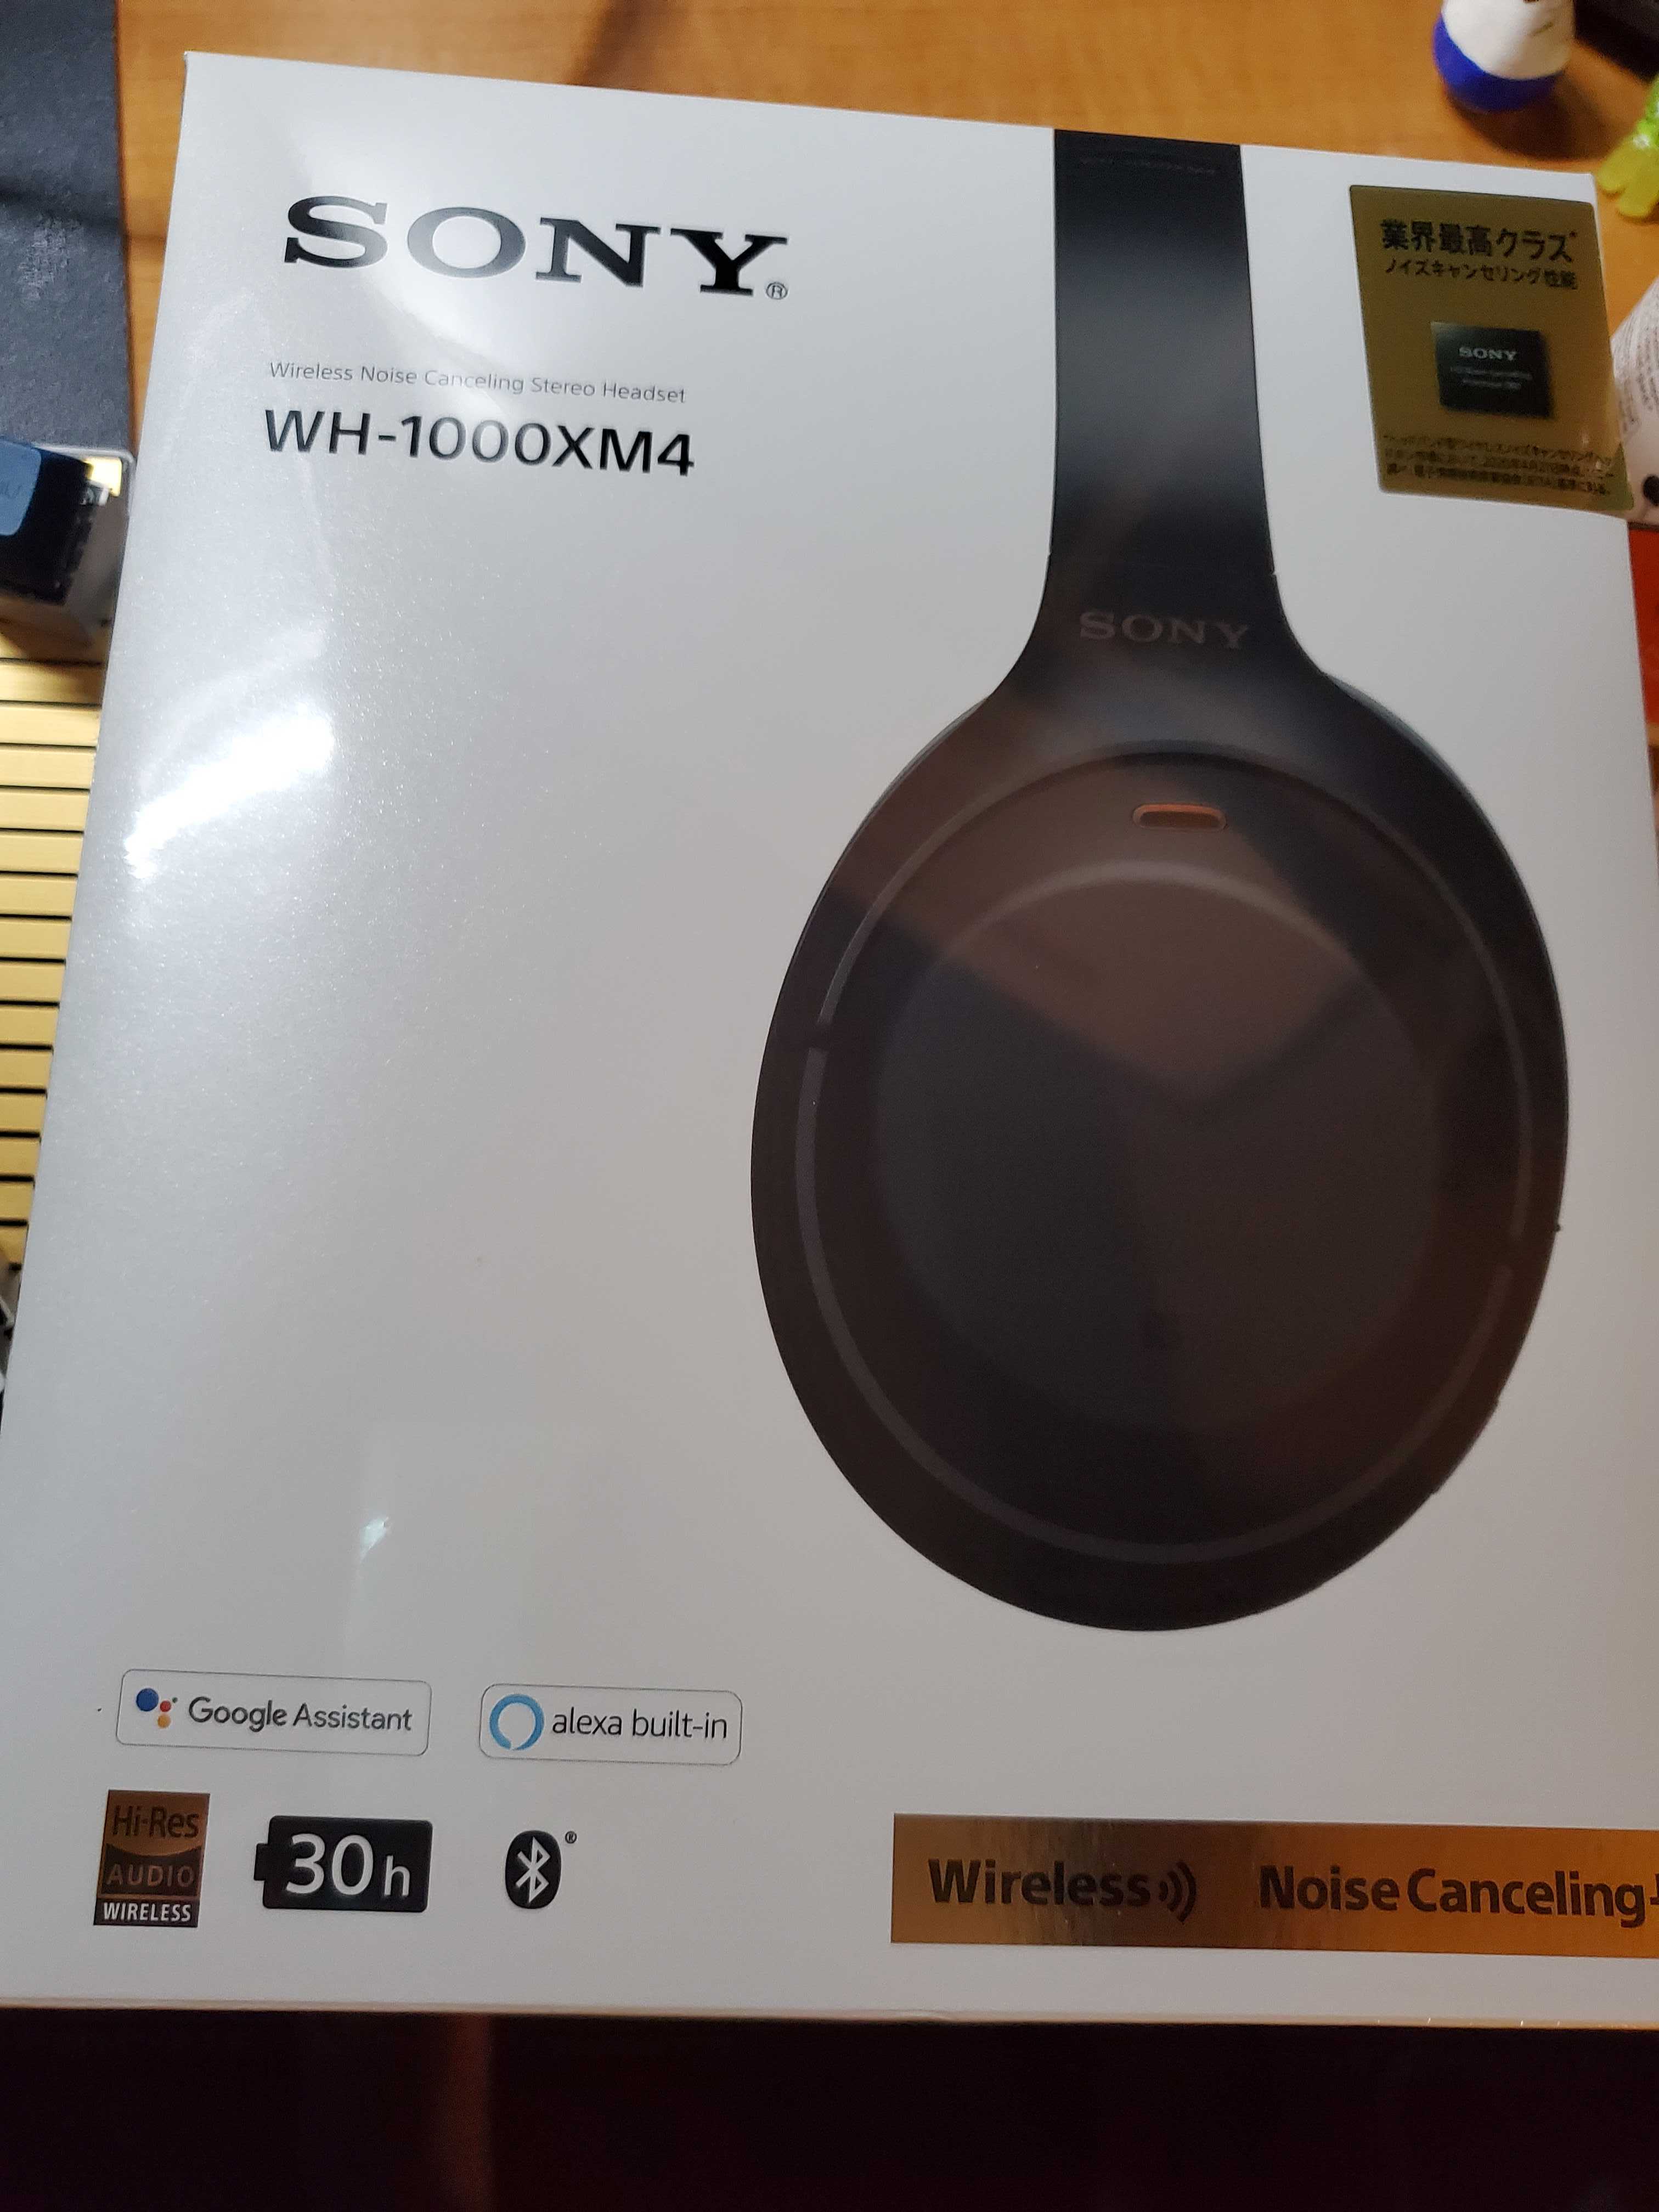 SONY®
Wireless Noise Canceling Stereo Headset
WH-1000XM4
業界最高クラス*
ノイズキャンセリング性能
SONY
SONY
Google Assistant
alexa built-in
Hi-Res
AUDIO
WIRELESS
30h
®
Wireless Noise Canceling